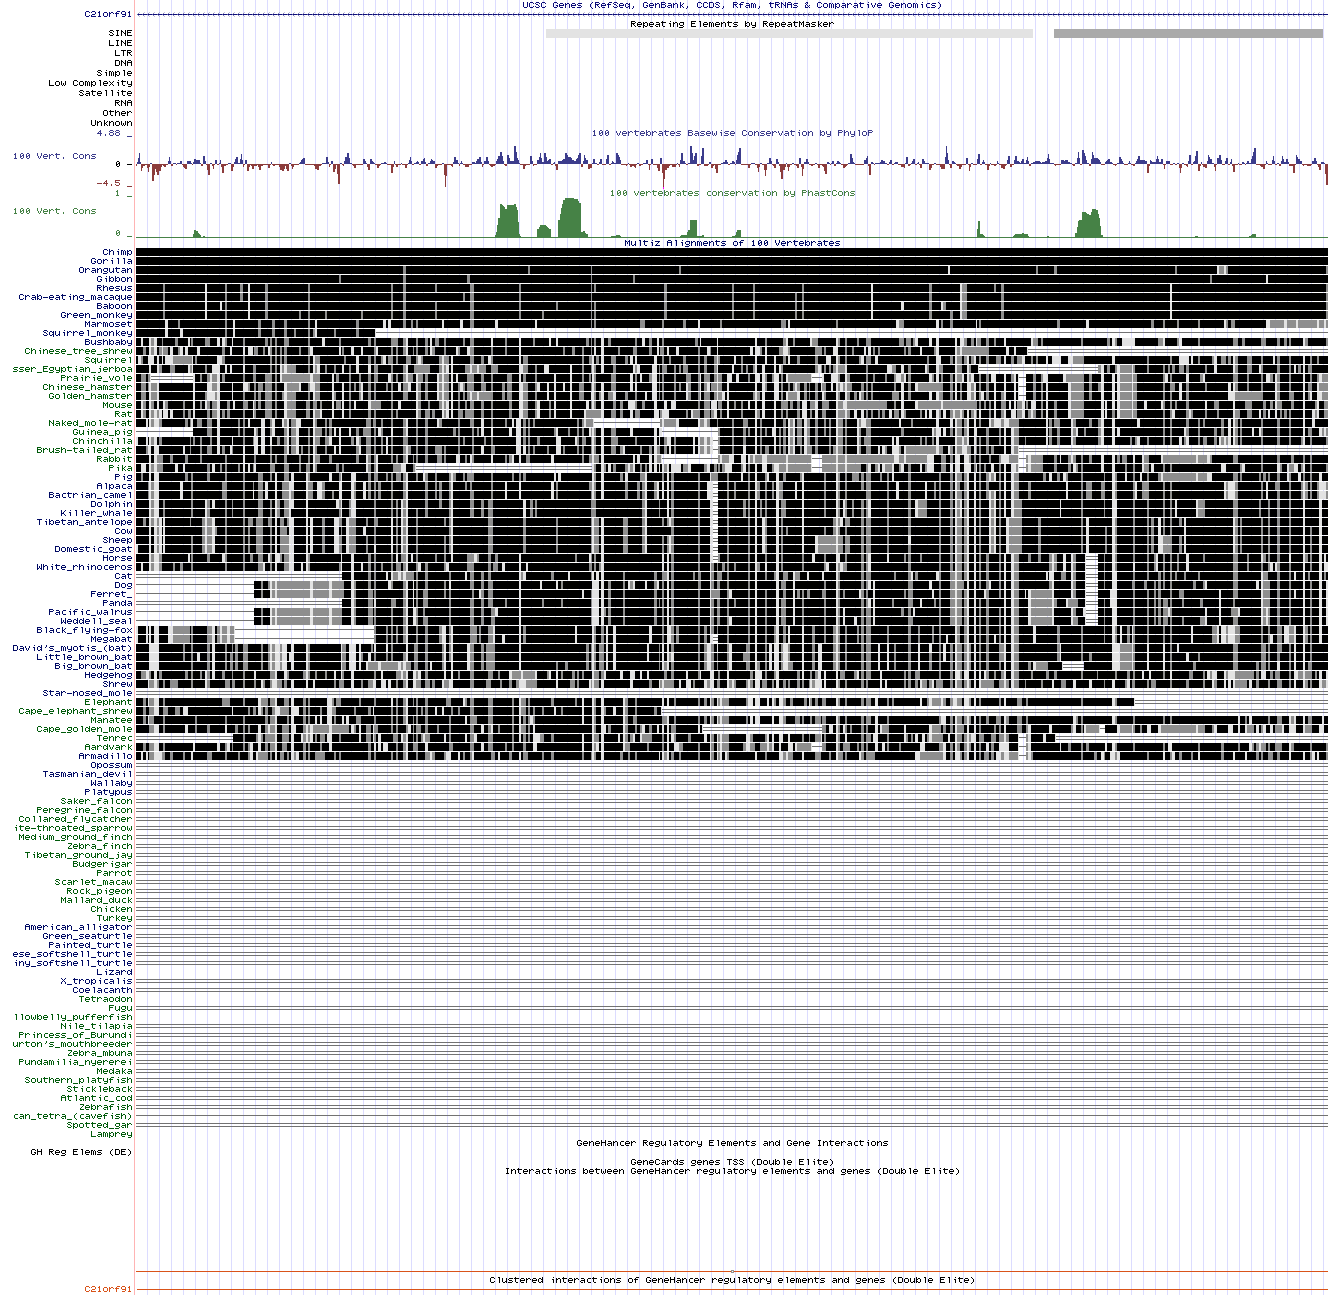 UCSC Genes (RefSeq, GenBank, CCDS, Rfam, tRNAs & Comparative Genomics)
C21orf91
Repeating Elements by RepeatMasker
SINE
LINE
LTR
DNA
Simple
Low Complexity
Satellite
RNA
Other
Unknown
4.88 _
100 vertebrates Basewise Conservation by PhyloP
100 Vert. Cons
0 -
-4.5 _
100 vertebrates conservation by PhastCons
1 _
100 Vert. Cons
0 _
Multiz Alignments of 100 Vertebrates
Chimp
Gorilla
Orangutan
Gibbon
Rhesus
Crab-eating_macaque
Baboon
Green_monkey
Marmoset
Squirrel_monkey
Bushbaby
Chinese_tree_shrew
Squirrel
sser_Egyptian_jerboa
Prairie_vole
Chinese_hamster
Golden_hamster
Mouse
Rat
Naked_mole-rat
Guinea_pig
Chinchilla
Brush-tailed_rat
Rabbit
Pika
Pig
Alpaca
Bactrian_camel
Dolphin
Killer_whale
Tibetan_antelope
Cow
Sheep
Domestic_goat
Horse
White_rhinoceros
Cat
Dog
Ferret_
Panda
Pacific_walrus
Weddell_seal
Black_flying-fox
Megabat
David's_myotis_(bat)
Little_brown_bat
Big_brown_bat
Hedgehog
Shrew
Star-nosed_mole
Elephant
Cape_elephant_shrew
Manatee
Cape_golden_mole
Tenrec
Aardvark
Armadillo
Opossum
Tasmanian_devil
Wallaby
Platypus
Saker_falcon
Peregrine_falcon
Collared_flycatcher
ite-throated_sparrow
Medium_ground_finch
Zebra_finch
Tibetan_ground_jay
Budgerigar
Parrot
Scarlet_macaw
Rock_pigeon
Mallard_duck
Chicken
Turkey
American_alligator
Green_seaturtle
Painted_turtle
ese_softshell_turtle
iny_softshell_turtle
Lizard
X_tropicalis
Coelacanth
Tetraodon
Fugu
llowbelly_pufferfish
Nile_tilapia
Princess_of_Burundi
urton's_mouthbreeder
Zebra_mbuna
Pundamilia_nyererei
Medaka
Southern_platyfish
Stickleback
Atlantic_cod
Zebrafish
can_tetra_(cavefish)
Spotted_gar
Lamprey
GeneHancer Regulatory Elements and Gene Interactions
GH Reg Elems (DE)
GeneCards genes TSS (Double Elite)
Interactions between GeneHancer regulatory elements and genes (Double Elite)
Clustered interactions of GeneHancer regulatory elements and genes (Double Elite)
C21orf91